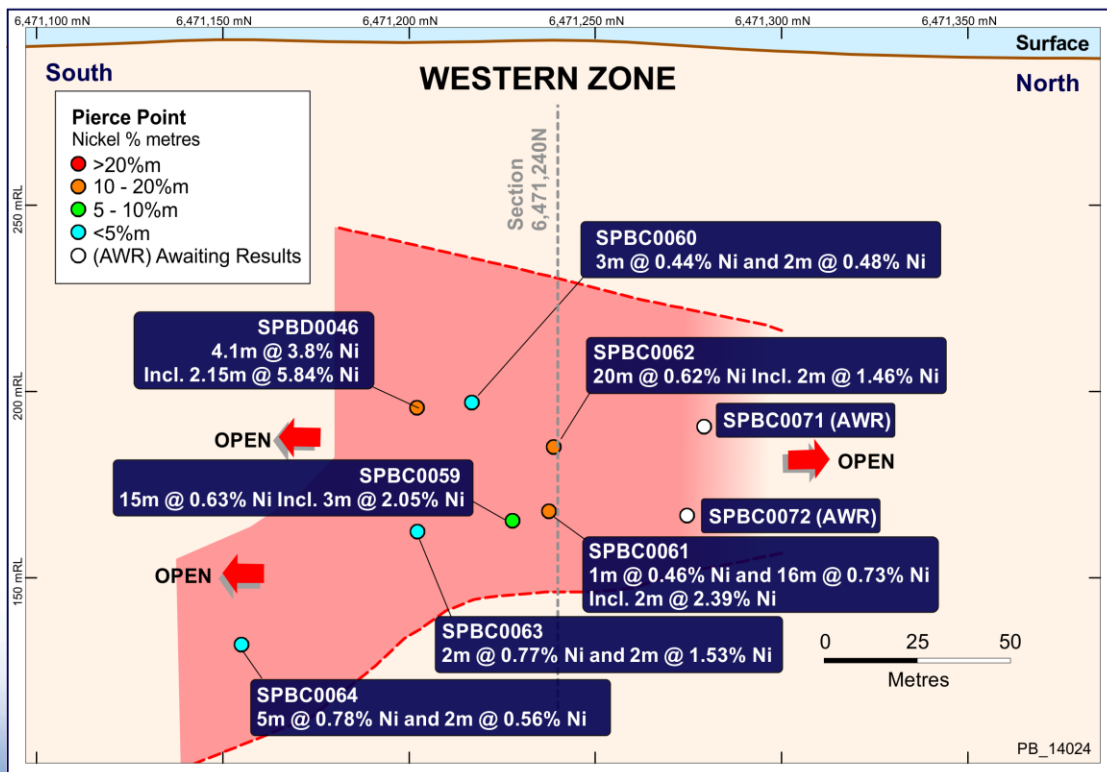 6,471,100 mN
6,471,150 mN
6,471,200 mN
6,471,250 mN
6,471,300 mN
6,471,350 mN
Surface
South
WESTERN ZONE
North
Pierce Point
Nickel % metres
>20%m
10 - 20%m
5 - 10%m
<5%m
(AWR) Awaiting Results
Section
6,471,240N
250 mRL
200 mRL
150 mRL
SPBC0060
3m @ 0.44% Ni and 2m @ 0.48% Ni
SPBD0046
4.1m @ 3.8% Ni
Incl. 2.15m @ 5.84% Ni
SPBC0062
20m @ 0.62% Ni Incl. 2m @ 1.46% Ni
SPBC0071 (AWR)
OPEN
OPEN
SPBC0059
15m @ 0.63% Ni Incl. 3m @ 2.05% Ni
SPBC0072 (AWR)
SPBC0061
1m @ 0.46% Ni and 16m @ 0.73% Ni
Incl. 2m @ 2.39% Ni
OPEN
SPBC0063
2m @ 0.77% Ni and 2m @ 1.53% Ni
SPBC0064
5m @ 0.78% Ni and 2m @ 0.56% Ni
0 25 50
Metres
PB_14024